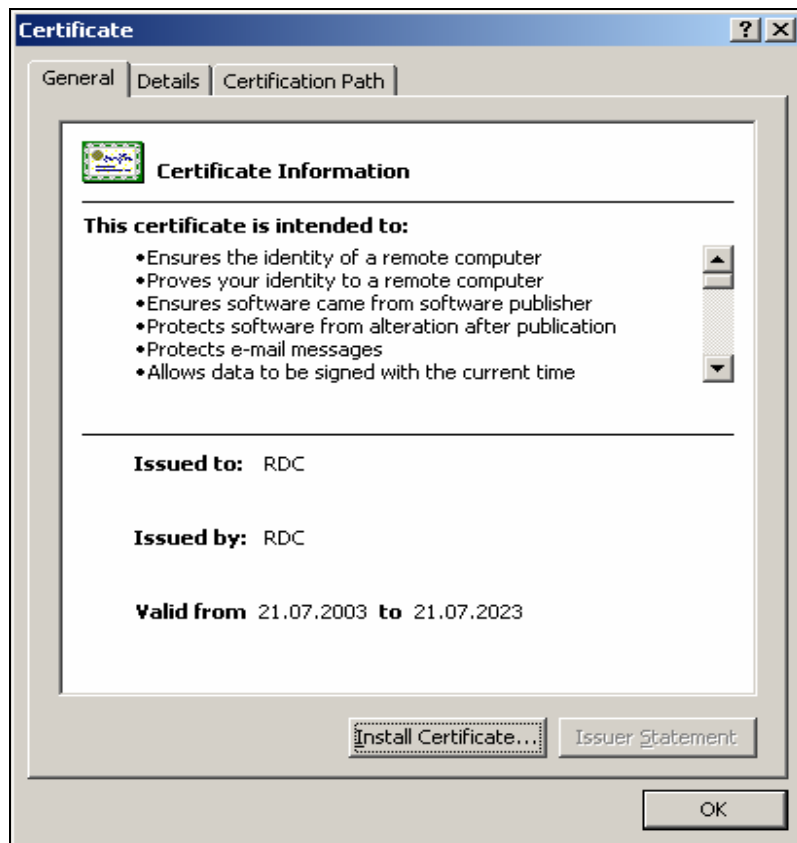 Certificate
General Details Certification Path
Certificate Information
This certificate is intended to:
•Ensures the identity of a remote computer
•Proves your identity to a remote computer
•Ensures software came from software publisher
•Protects software from alteration after publication
•Protects e-mail messages
•Allows data to be signed with the current time
Issued to: RDC
Issued by: RDC
Valid from 21.07.2003 to 21.07.2023
Install Certificate... Issuer Statement
OK